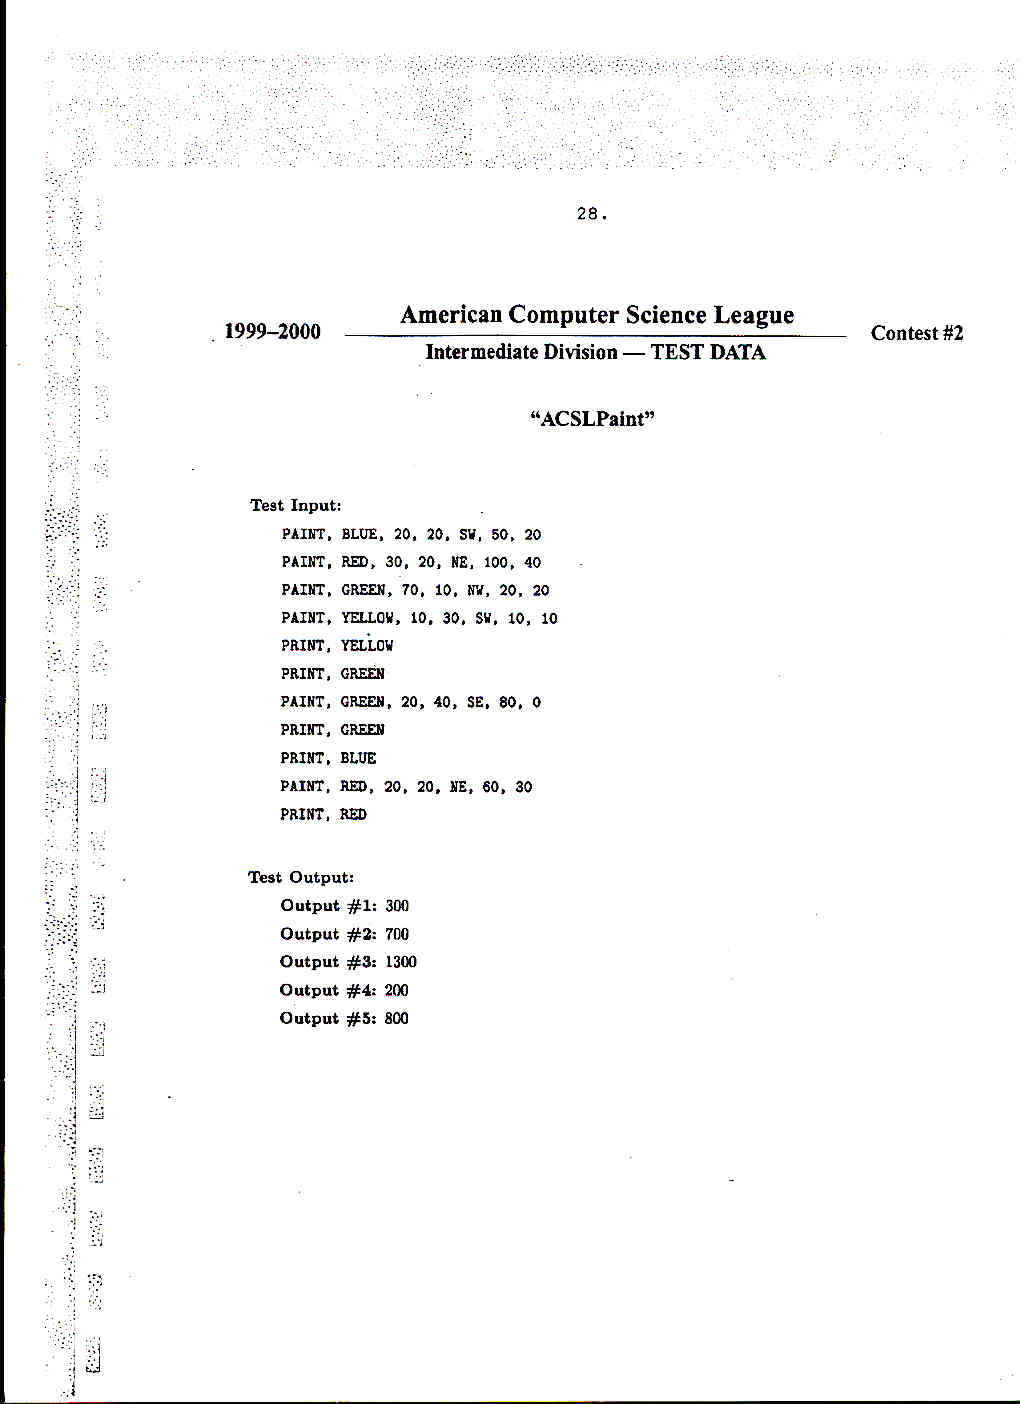 28.
American Computer Science League
1999–2000
Contest #2
Intermediate Division — TEST DATA
“ACSLPaint”
Test Input:
PAINT, BLUE, 20, 20, SW, 50, 20
PAINT, RED, 30, 20, NE, 100, 40
PAINT, GREEN, 70, 10, NW, 20, 20
PAINT, YELLOW, 10, 30, SW, 10, 10
PRINT, YELLOW
PRINT, GREEN
PAINT, GREEN, 20, 40, SE, 80, 0
PRINT, GREEN
PRINT, BLUE
PAINT, RED, 20, 20, NE, 60, 30
PRINT, RED
Test Output:
Output #1: 300
Output #2: 700
Output #3: 1300
Output #4: 200
Output #5: 800